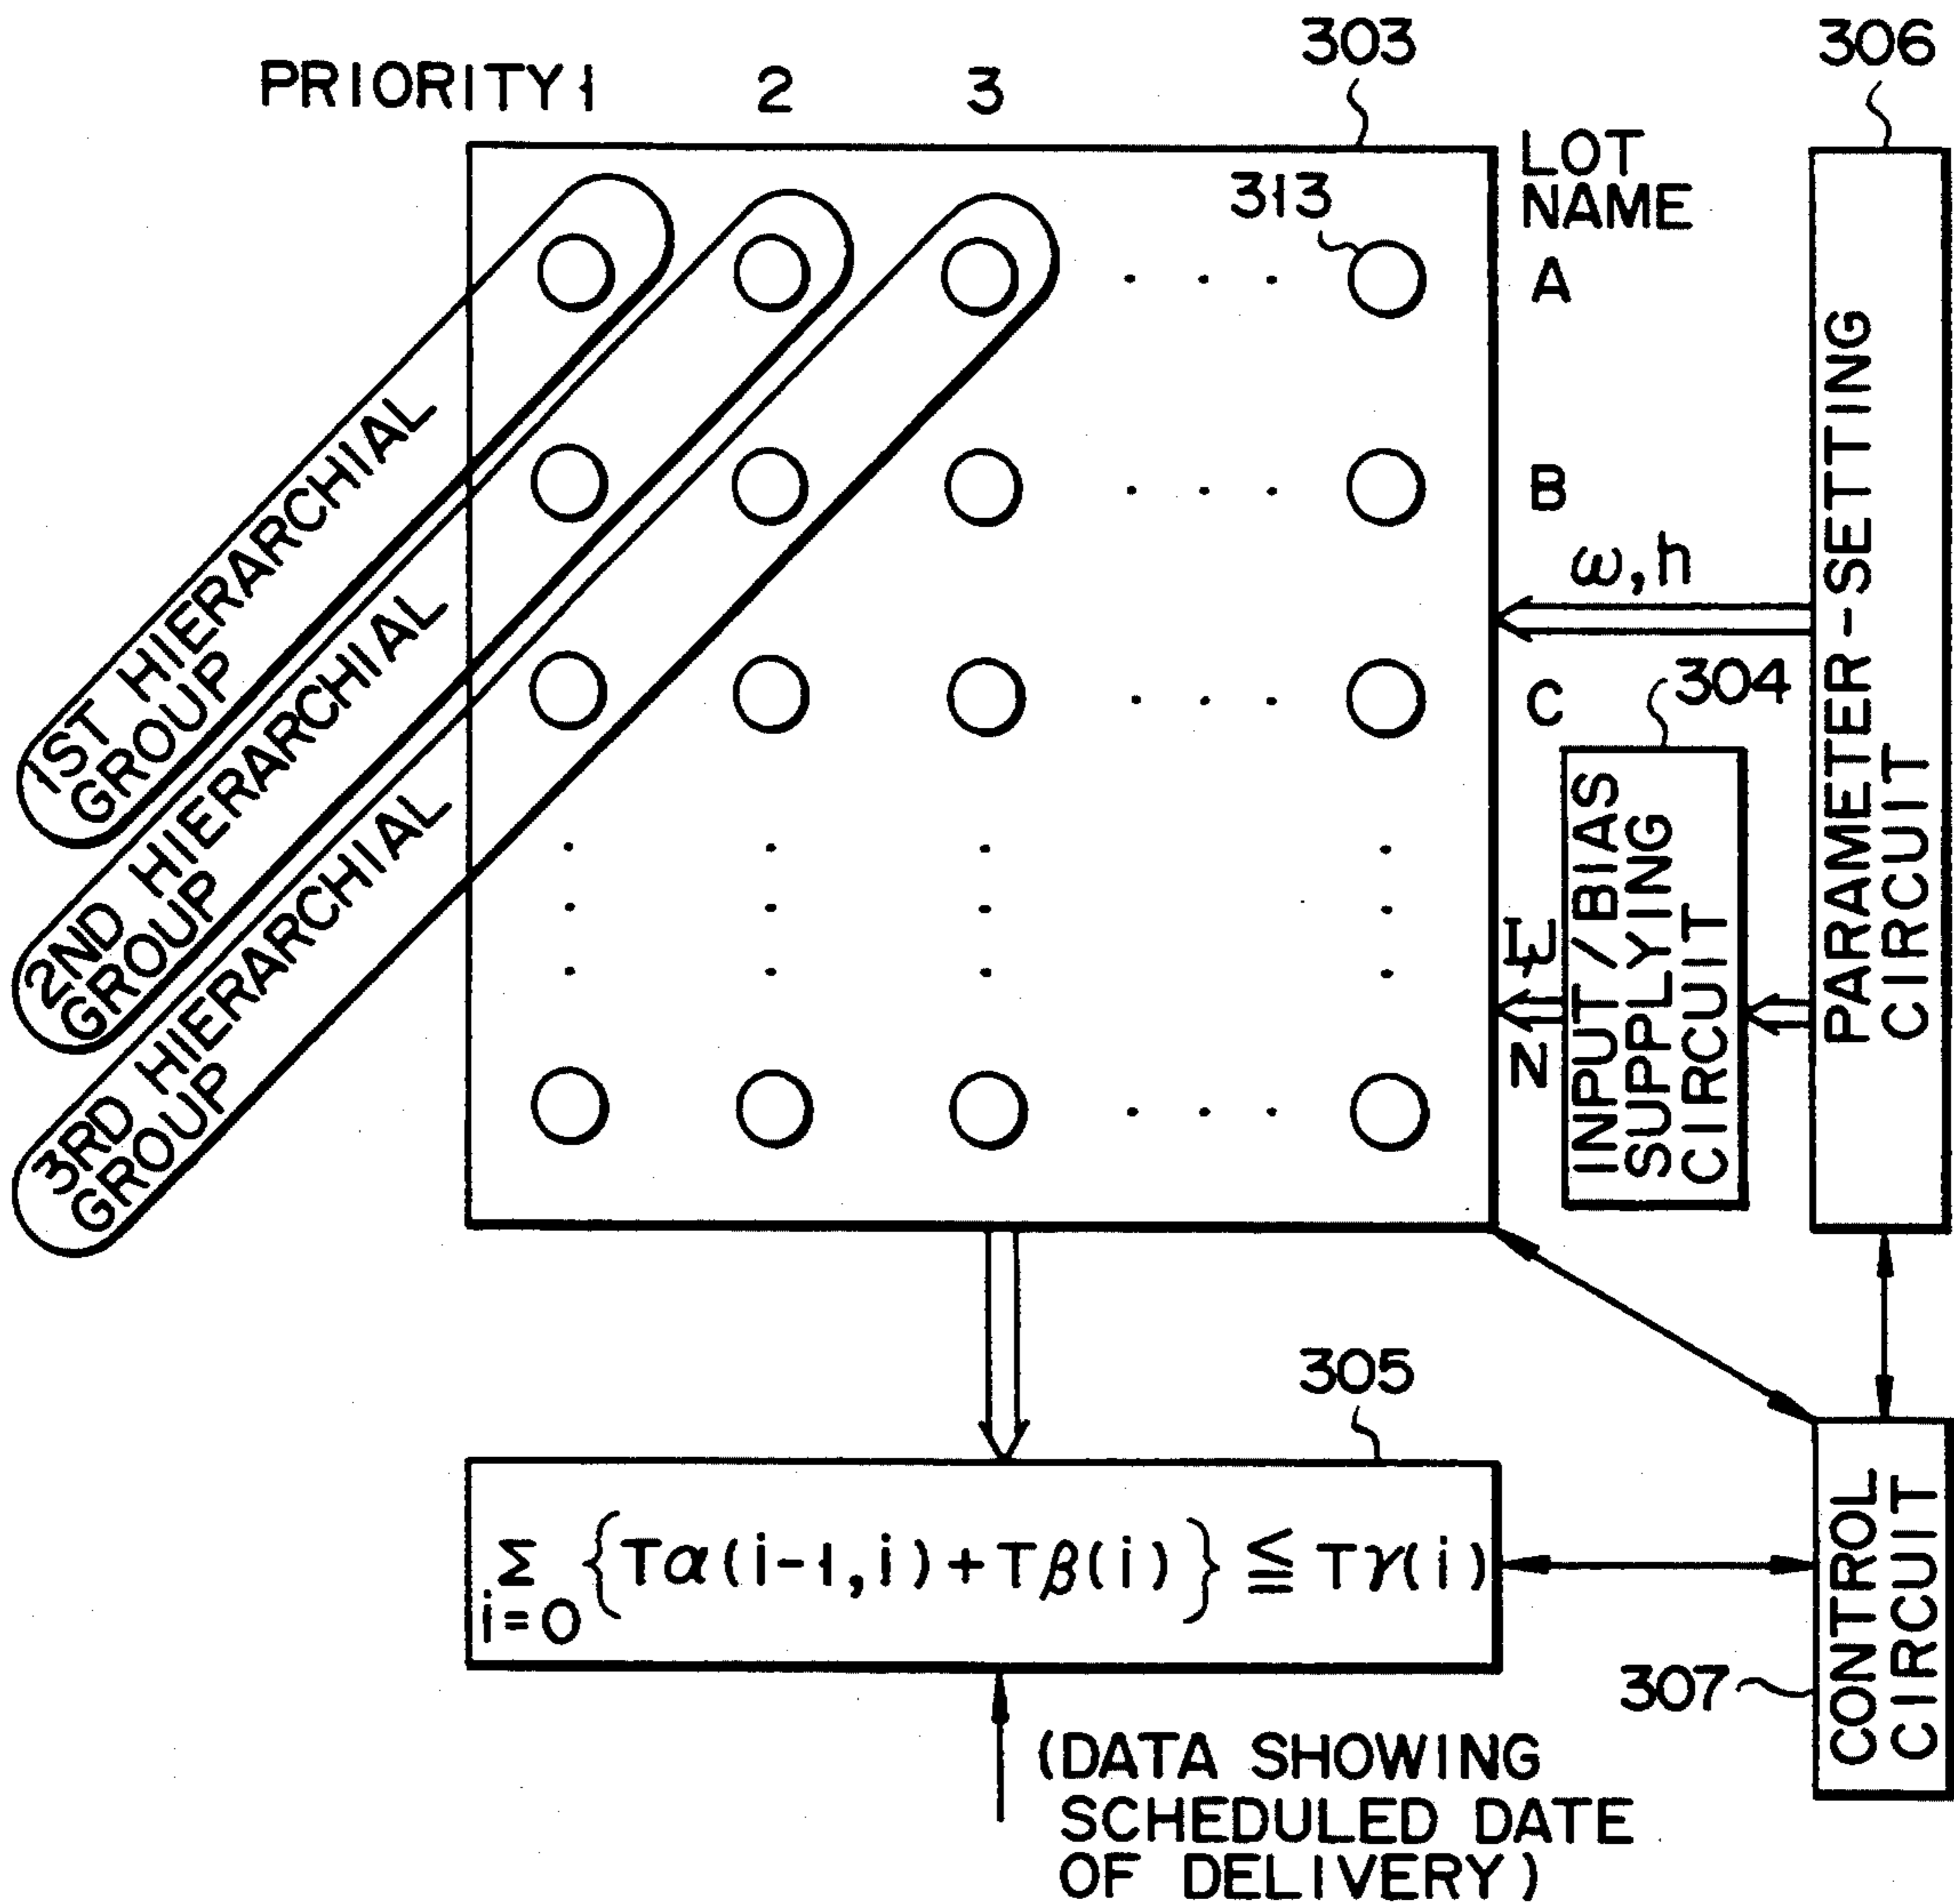 303
306
PRIORITY 1 2 3
LOT
NAME
313
A
B
C
N
ω, h
304
1ST HIERARCHIAL
GROUP
2ND HIERARCHIAL
GROUP
3RD HIERARCHIAL
GROUP
INPUT/BIAS
SUPPLYING
CIRCUIT
PARAMETER-SETTING
CIRCUIT
305
Σ i=0 {Tα(i-1,i)+Tβ(i)} ≦ Tγ(i)
307
CONTROL
CIRCUIT
(DATA SHOWING
SCHEDULED DATE
OF DELIVERY)